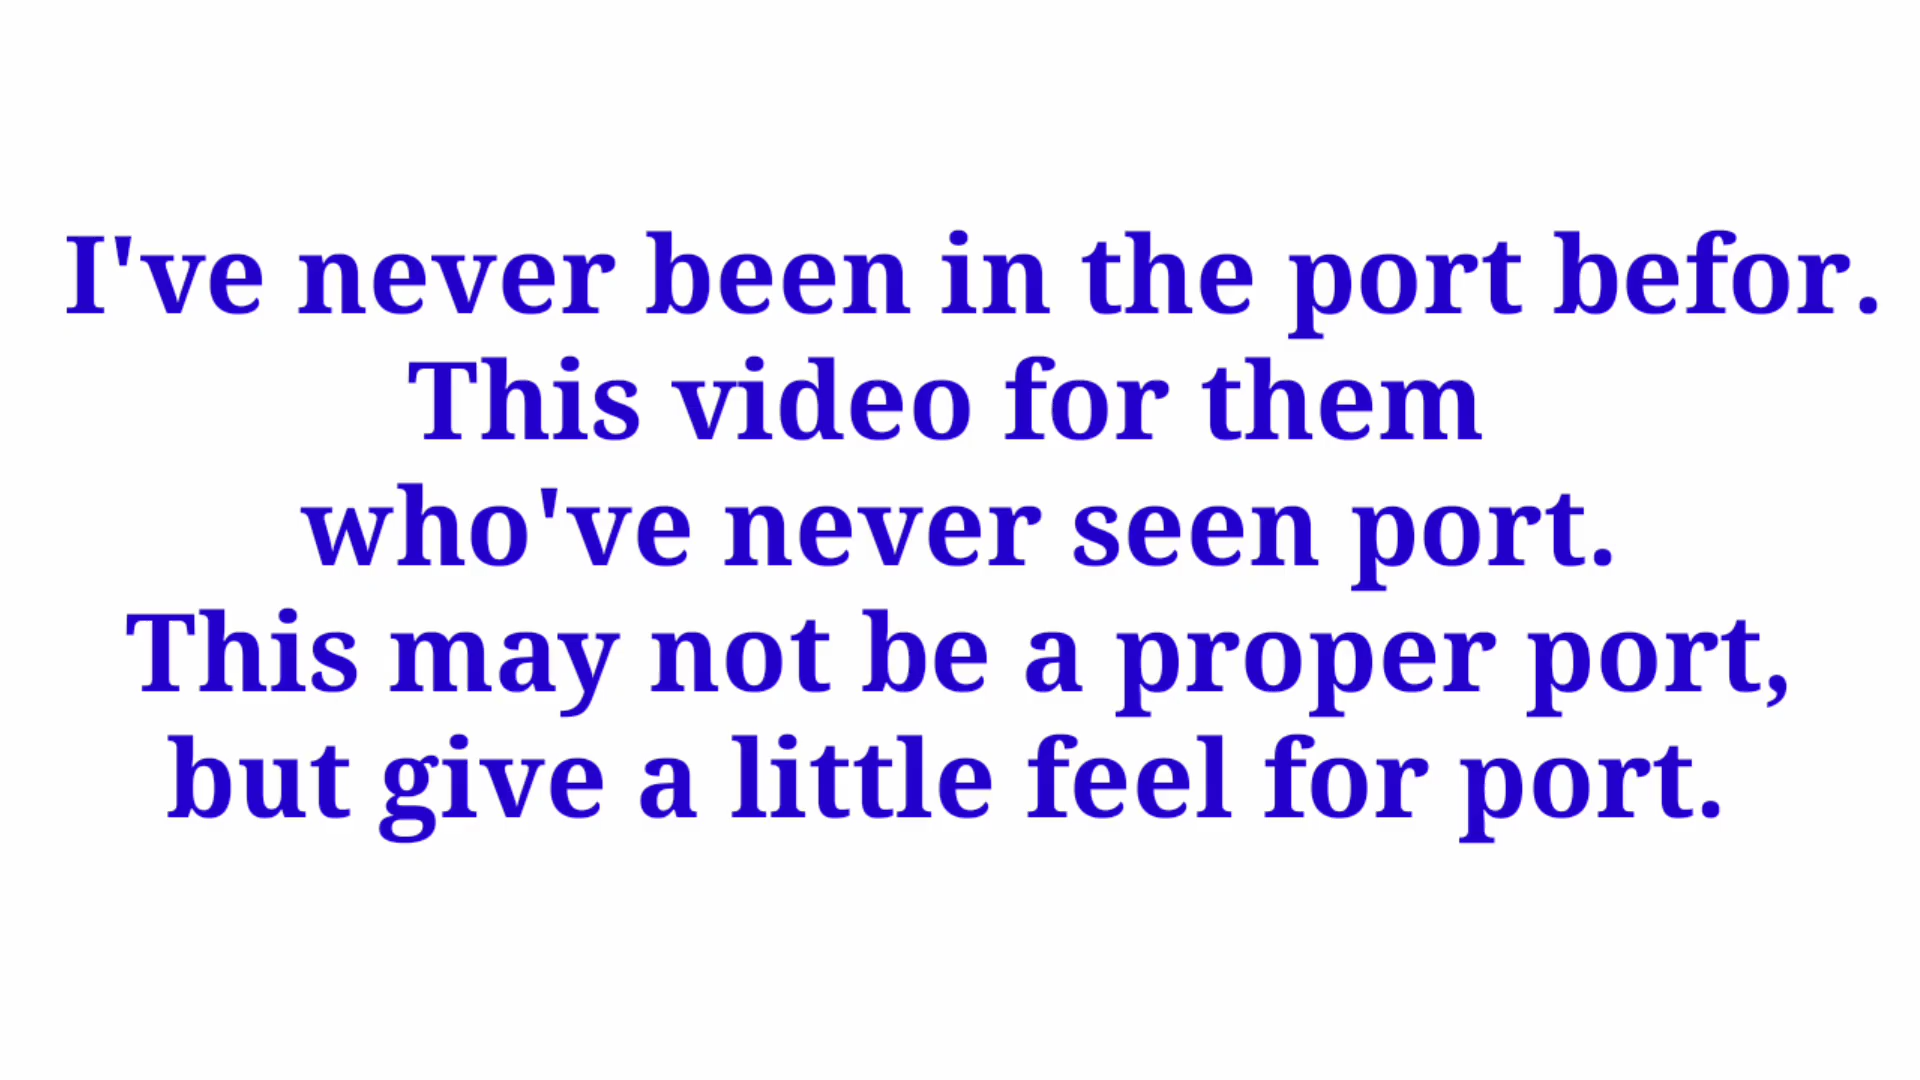 I've never been in the port befor.
This video for them
who've never seen port.
This may not be a proper port,
but give a little feel for port.